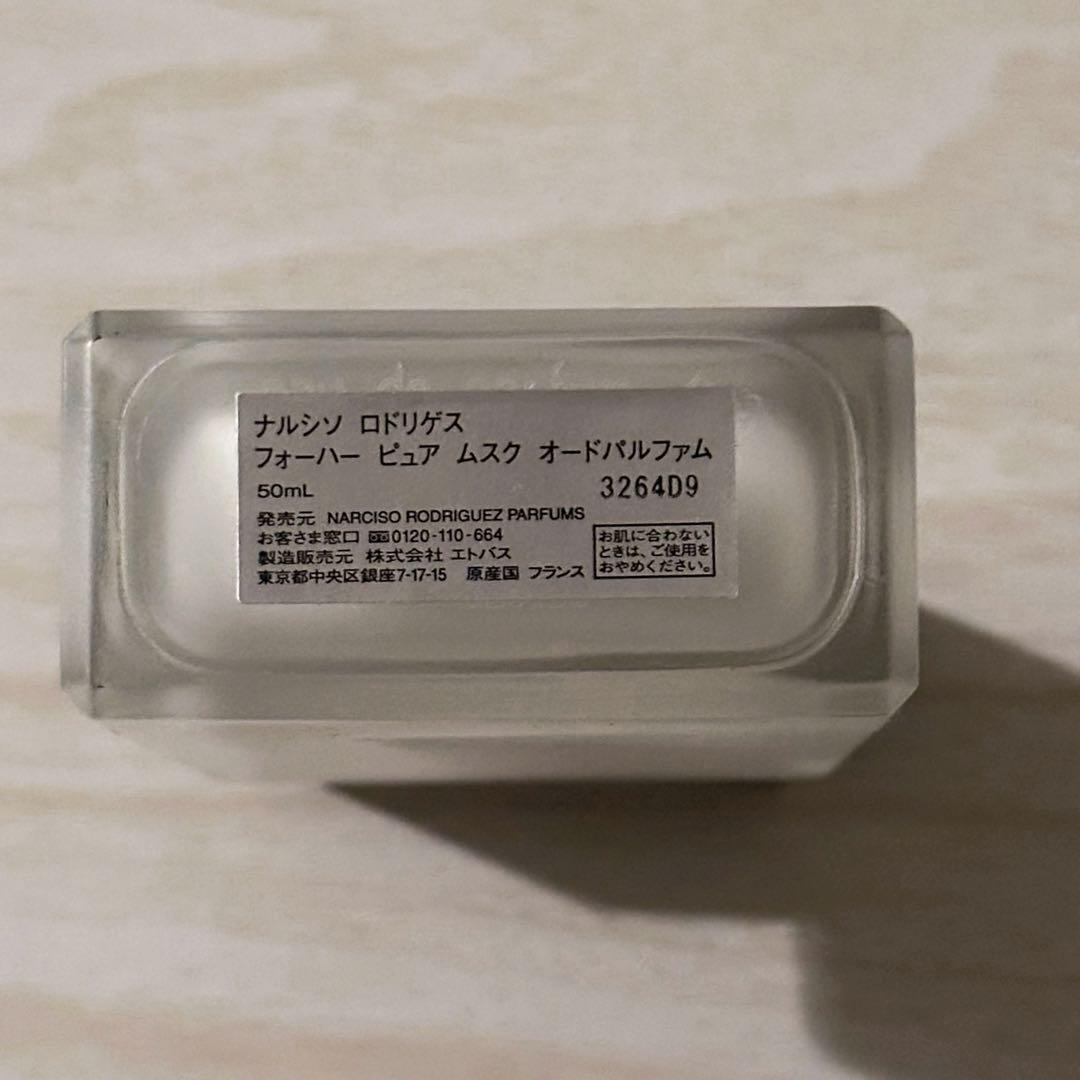 ナルシソ ロドリゲス
フォーハー ピュア ムスク オードパルファム
50mL 3264D9
発売元 NARCISO RODRIGUEZ PARFUMS
お客さま窓口 0120-110-664
製造販売元 株式会社 エトバス
東京都中央区銀座7-17-15 原産国 フランス
お肌に合わない
ときは、ご使用を
おやめください。